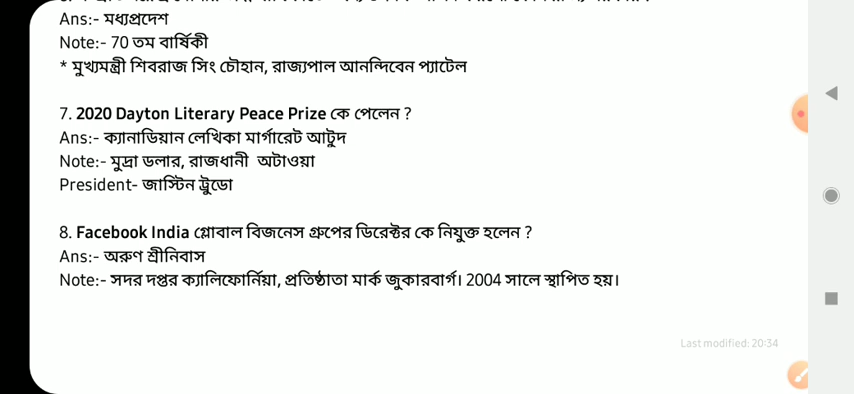 Ans:- মধ্যপ্রদেশ
Note:- 70 তম বার্ষিকী
* মুখ্যমন্ত্রী শিবরাজ সিং চৌহান, রাজ্যপাল আনন্দিবেন প্যাটেল
7. 2020 Dayton Literary Peace Prize কে পেলেন ?
Ans:- ক্যানাডিয়ান লেখিকা মার্গারেট আটুদ
Note:- মুদ্রা ডলার, রাজধানী অটাওয়া
President- জাস্টিন ট্রুডো
8. Facebook India গ্লোবাল বিজনেস গ্রুপের ডিরেক্টর কে নিযুক্ত হলেন ?
Ans:- অরুণ শ্রীনিবাস
Note:- সদর দপ্তর ক্যালিফোর্নিয়া, প্রতিষ্ঠাতা মার্ক জুকারবার্গ। 2004 সালে স্থাপিত হয়।
Last modified: 20:34